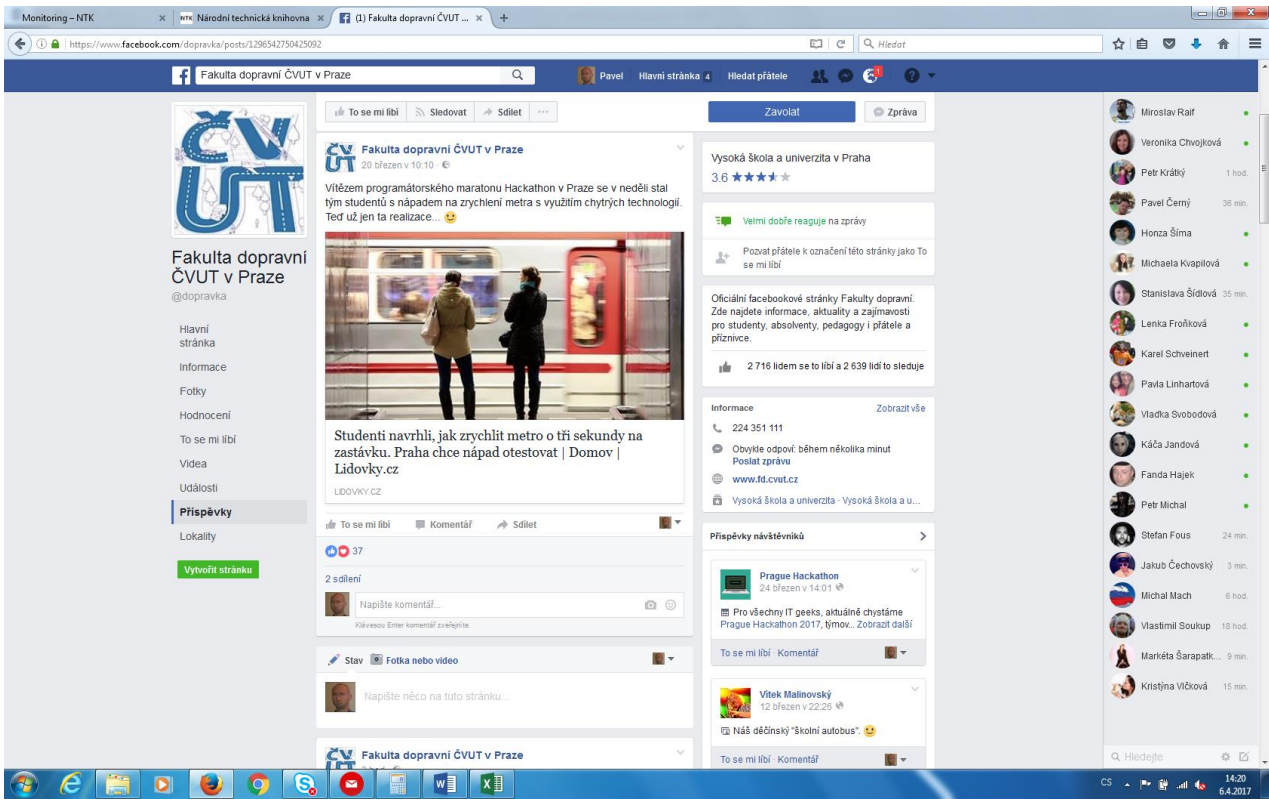 Monitoring – NTK
NTK Národní technická knihovna
(1) Fakulta dopravní ČVUT ...
https://www.facebook.com/dopravka/posts/1296542750425092
Hledat
Fakulta dopravní ČVUT v Praze
Pavel
Hlavní stránka 4
Hledat přátele
1
ČVUT
Fakulta dopravní
ČVUT v Praze
@dopravka
Hlavní
stránka
Informace
Fotky
Hodnocení
To se mi líbí
Videa
Události
Příspěvky
Lokality
Vytvořit stránku
To se mi líbí
Sledovat
Sdílet
Zavolat
Zpráva
Fakulta dopravní ČVUT v Praze
20 březen v 10:10
Vítězem programátorského maratonu Hackathon v Praze se v neděli stal
tým studentů s nápadem na zrychlení metra s využitím chytrých technologií.
Teď už jen ta realizace...
Studenti navrhli, jak zrychlit metro o tři sekundy na
zastávku. Praha chce nápad otestovat | Domov |
Lidovky.cz
LIDOVKY.CZ
To se mi líbí
Komentář
Sdílet
37
2 sdílení
Napište komentář...
Klávesou Enter komentář zveřejníte.
Stav
Fotka nebo video
Napište něco na tuto stránku...
Fakulta dopravní ČVUT v Praze
Vysoká škola a univerzita v Praha
3.6 ★★★★★
Velmi dobře reaguje na zprávy
Pozvat přátele k označení této stránky jako To
se mi líbí
Oficiální facebookové stránky Fakulty dopravní.
Zde najdete informace, aktuality a zajímavosti
pro studenty, absolventy, pedagogy i přátele a
příznivce.
2 716 lidem se to líbí a 2 639 lidí to sleduje
Informace
Zobrazit vše
224 351 111
Obvykle odpoví: během několika minut
Poslat zprávu
www.fd.cvut.cz
Vysoká škola a univerzita · Vysoká škola a u...
Příspěvky návštěvníků
Prague Hackathon
24 březen v 14:01
Pro všechny IT geeks, aktuálně chystáme
Prague Hackathon 2017, týmov... Zobrazit další
To se mi líbí · Komentář
Vítek Malinovský
12 březen v 22:26
Náš děčínský "školní autobus".
To se mi líbí · Komentář
Miroslav Raif
Veronika Chvojková
Petr Krátký 1 hod.
Pavel Černý 36 min.
Honza Šíma
Michaela Kvapilová
Stanislava Šídlová 35 min.
Lenka Froňková
Karel Schveinert
Pavla Linhartová
Vlaďka Svobodová
Káča Jandová
Fanda Hajek
Petr Michal
Stefan Fous 24 min.
Jakub Čechovský 3 min.
Michal Mach 6 hod.
Vlastimil Soukup 18 hod.
Markéta Šarapatk... 9 min.
Kristýna Vlčková 15 min.
Hledejte
CS
14:20
6.4.2017